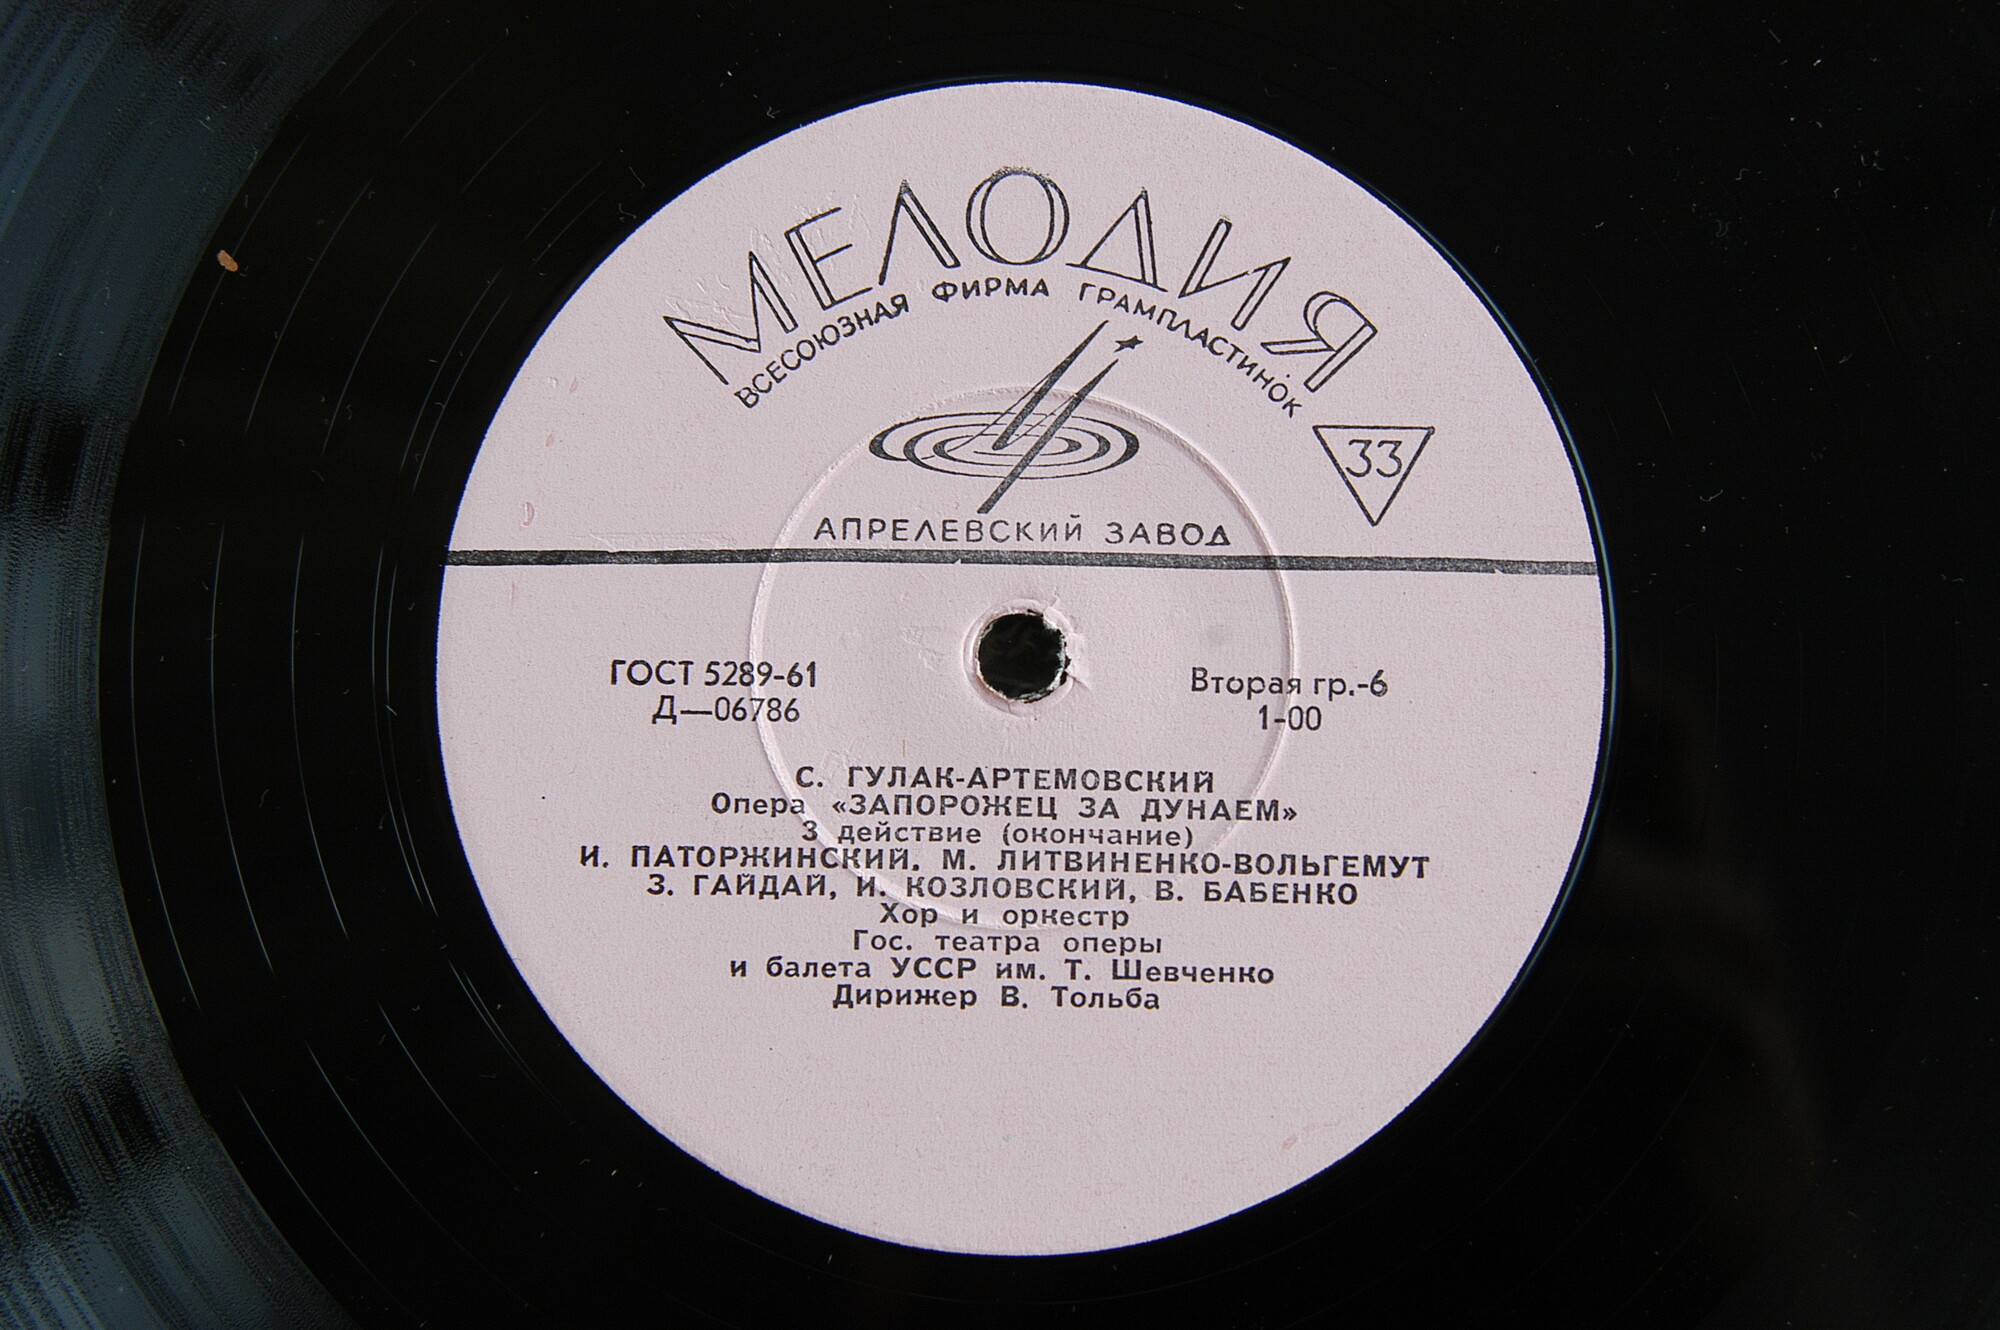 МЕЛОДИЯ
ВСЕСОЮЗНАЯ ФИРМА ГРАМПЛАСТИНОК
33
АПРЕЛЕВСКИЙ ЗАВОД
ГОСТ 5289-61
Д—06786
Вторая гр.-6
1-00
С. ГУЛАК-АРТЕМОВСКИЙ
Опера «ЗАПОРОЖЕЦ ЗА ДУНАЕМ»
3 действие (окончание)
И. ПАТОРЖИНСКИЙ, М. ЛИТВИНЕНКО-ВОЛЬГЕМУТ
З. ГАЙДАЙ, И. КОЗЛОВСКИЙ, В. БАБЕНКО
Хор и оркестр
Гос. театра оперы
и балета УССР им. Т. Шевченко
Дирижер В. Тольба